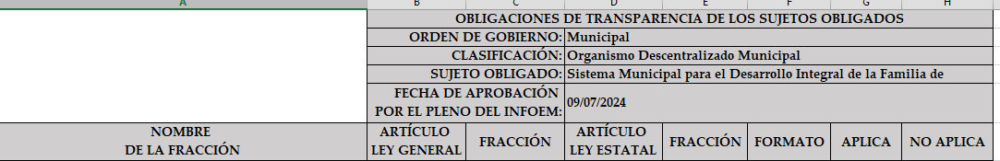 A B C D E F G H
OBLIGACIONES DE TRANSPARENCIA DE LOS SUJETOS OBLIGADOS
ORDEN DE GOBIERNO: Municipal
CLASIFICACIÓN: Organismo Descentralizado Municipal
SUJETO OBLIGADO: Sistema Municipal para el Desarrollo Integral de la Familia de
FECHA DE APROBACIÓN
POR EL PLENO DEL INFOEM: 09/07/2024
NOMBRE
DE LA FRACCIÓN
ARTÍCULO
LEY GENERAL
FRACCIÓN
ARTÍCULO
LEY ESTATAL
FRACCIÓN
FORMATO
APLICA
NO APLICA